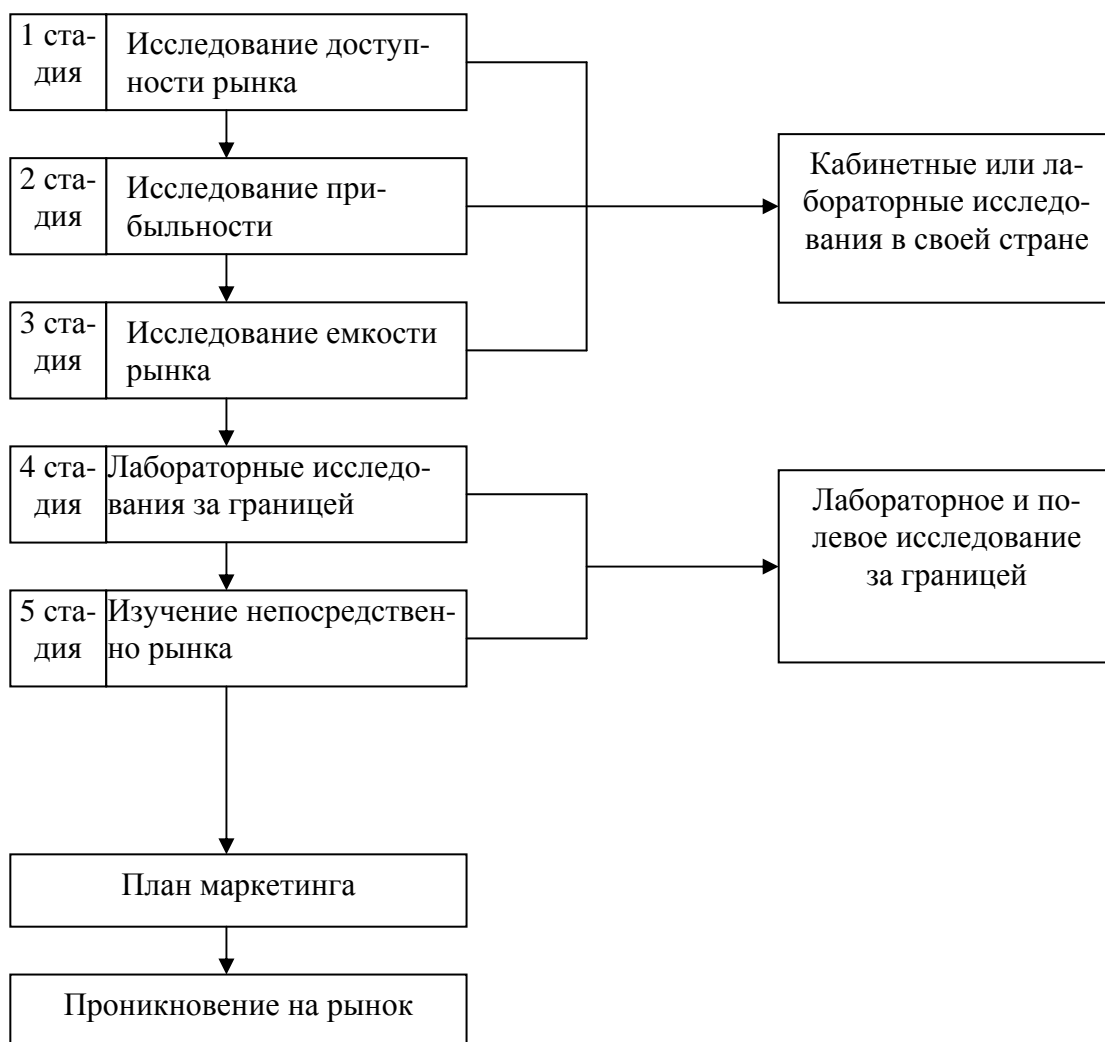 1 ста-
дия
Исследование доступ-
ности рынка
2 ста-
дия
Исследование при-
быльности
Кабинетные или ла-
бораторные исследо-
вания в своей стране
3 ста-
дия
Исследование емкости
рынка
4 ста-
дия
Лабораторные исследо-
вания за границей
Лабораторное и по-
левое исследование
за границей
5 ста-
дия
Изучение непосредствен-
но рынка
План маркетинга
Проникновение на рынок